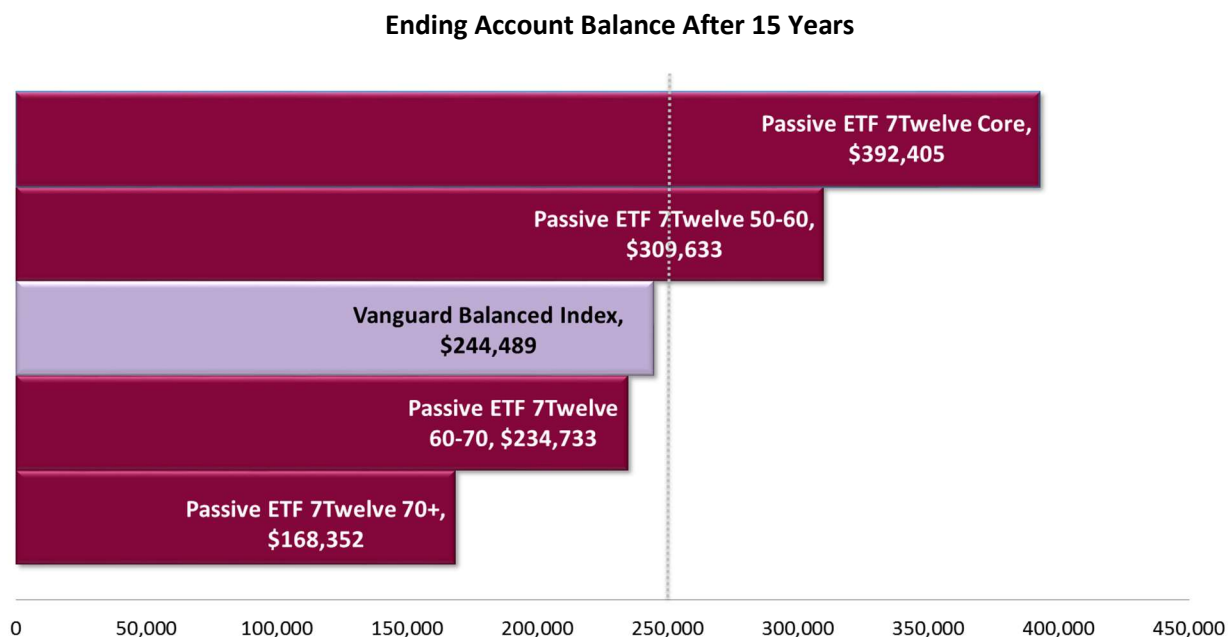 Ending Account Balance After 15 Years
Passive ETF 7Twelve Core,
$392,405
Passive ETF 7Twelve 50-60,
$309,633
Vanguard Balanced Index,
$244,489
Passive ETF 7Twelve
60-70, $234,733
Passive ETF 7Twelve 70+,
$168,352
0 50,000 100,000 150,000 200,000 250,000 300,000 350,000 400,000 450,000